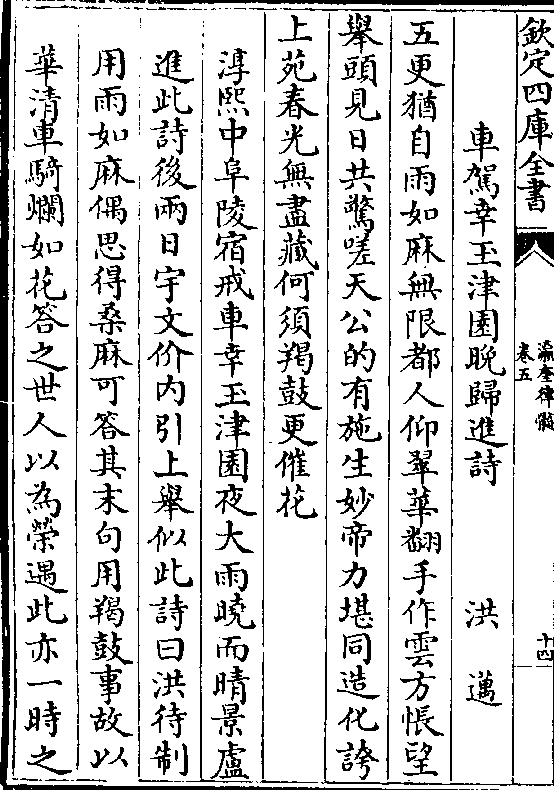 欽定四庫全書
瀛奎律髓
卷五
十四
車駕幸玉津園晚歸進詩 洪邁
五更猶自雨如麻無限都人仰翠華翻手作雲方悵望
舉頭見日共驚嗟天公的有施生妙帝力堪同造化誇
上苑春光無盡藏何須羯鼓更催花
淳熙中阜陵宿戒車幸玉津園夜大雨曉而晴景盧
進此詩後兩日宇文价内引上舉似此詩曰洪待制
用雨如麻偶思得桑麻可答其末句用羯鼓事故以
華清車騎爛如花答之世人以為榮遇此亦一時之